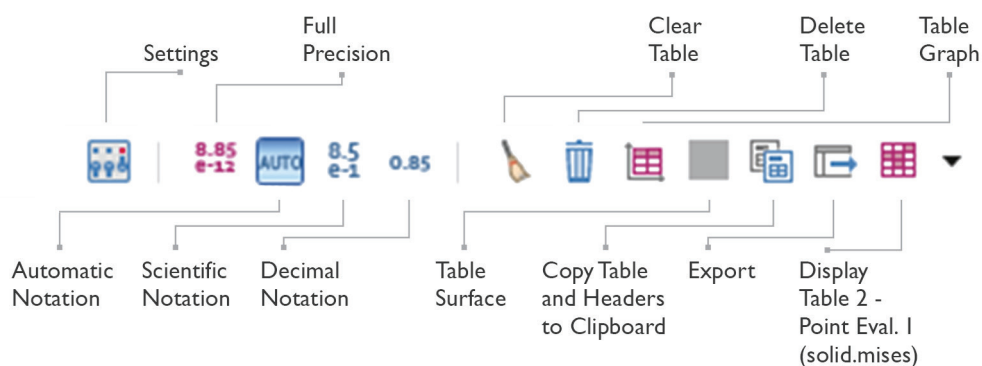 Settings
Full
Precision
Clear
Table
Delete
Table
Table
Graph
8.85
e-12
AUTO
8.5
e-1
0.85
Automatic
Notation
Scientific
Notation
Decimal
Notation
Table
Surface
Copy Table
and Headers
to Clipboard
Export
Display
Table 2 -
Point Eval. 1
(solid.mises)